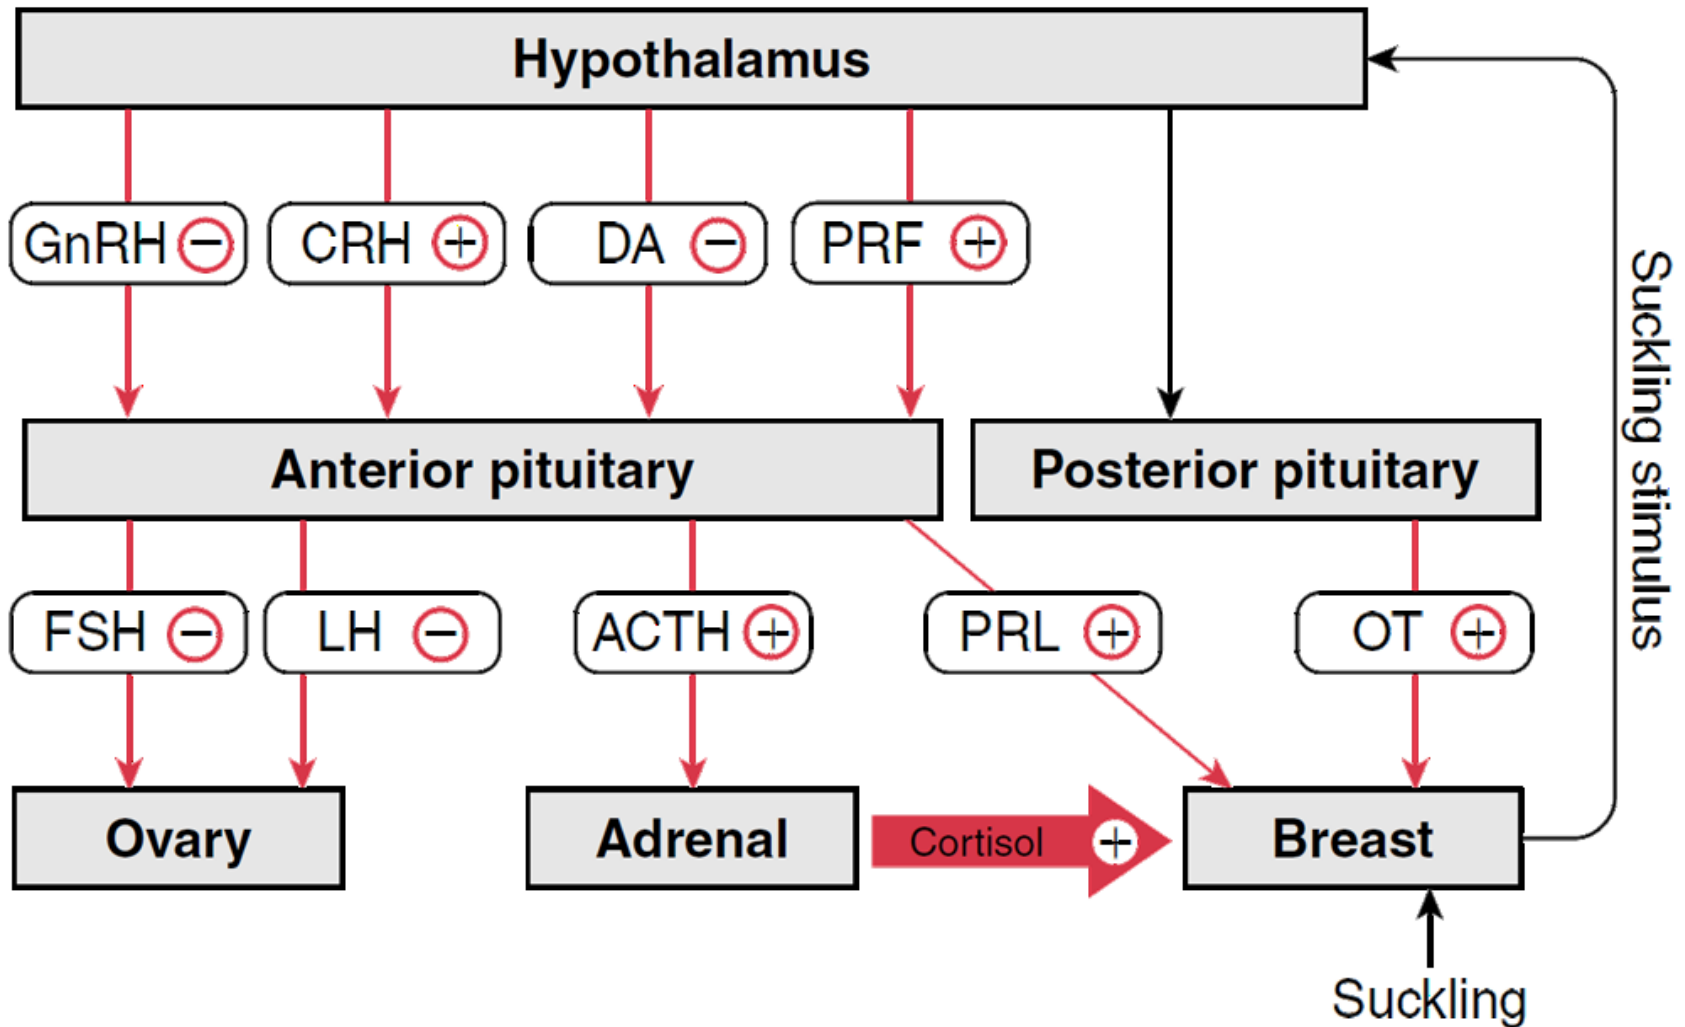 Hypothalamus
GnRH −
CRH +
DA −
PRF +
Suckling stimulus
Anterior pituitary
Posterior pituitary
FSH −
LH −
ACTH +
PRL +
OT +
Ovary
Adrenal
Cortisol +
Breast
Suckling